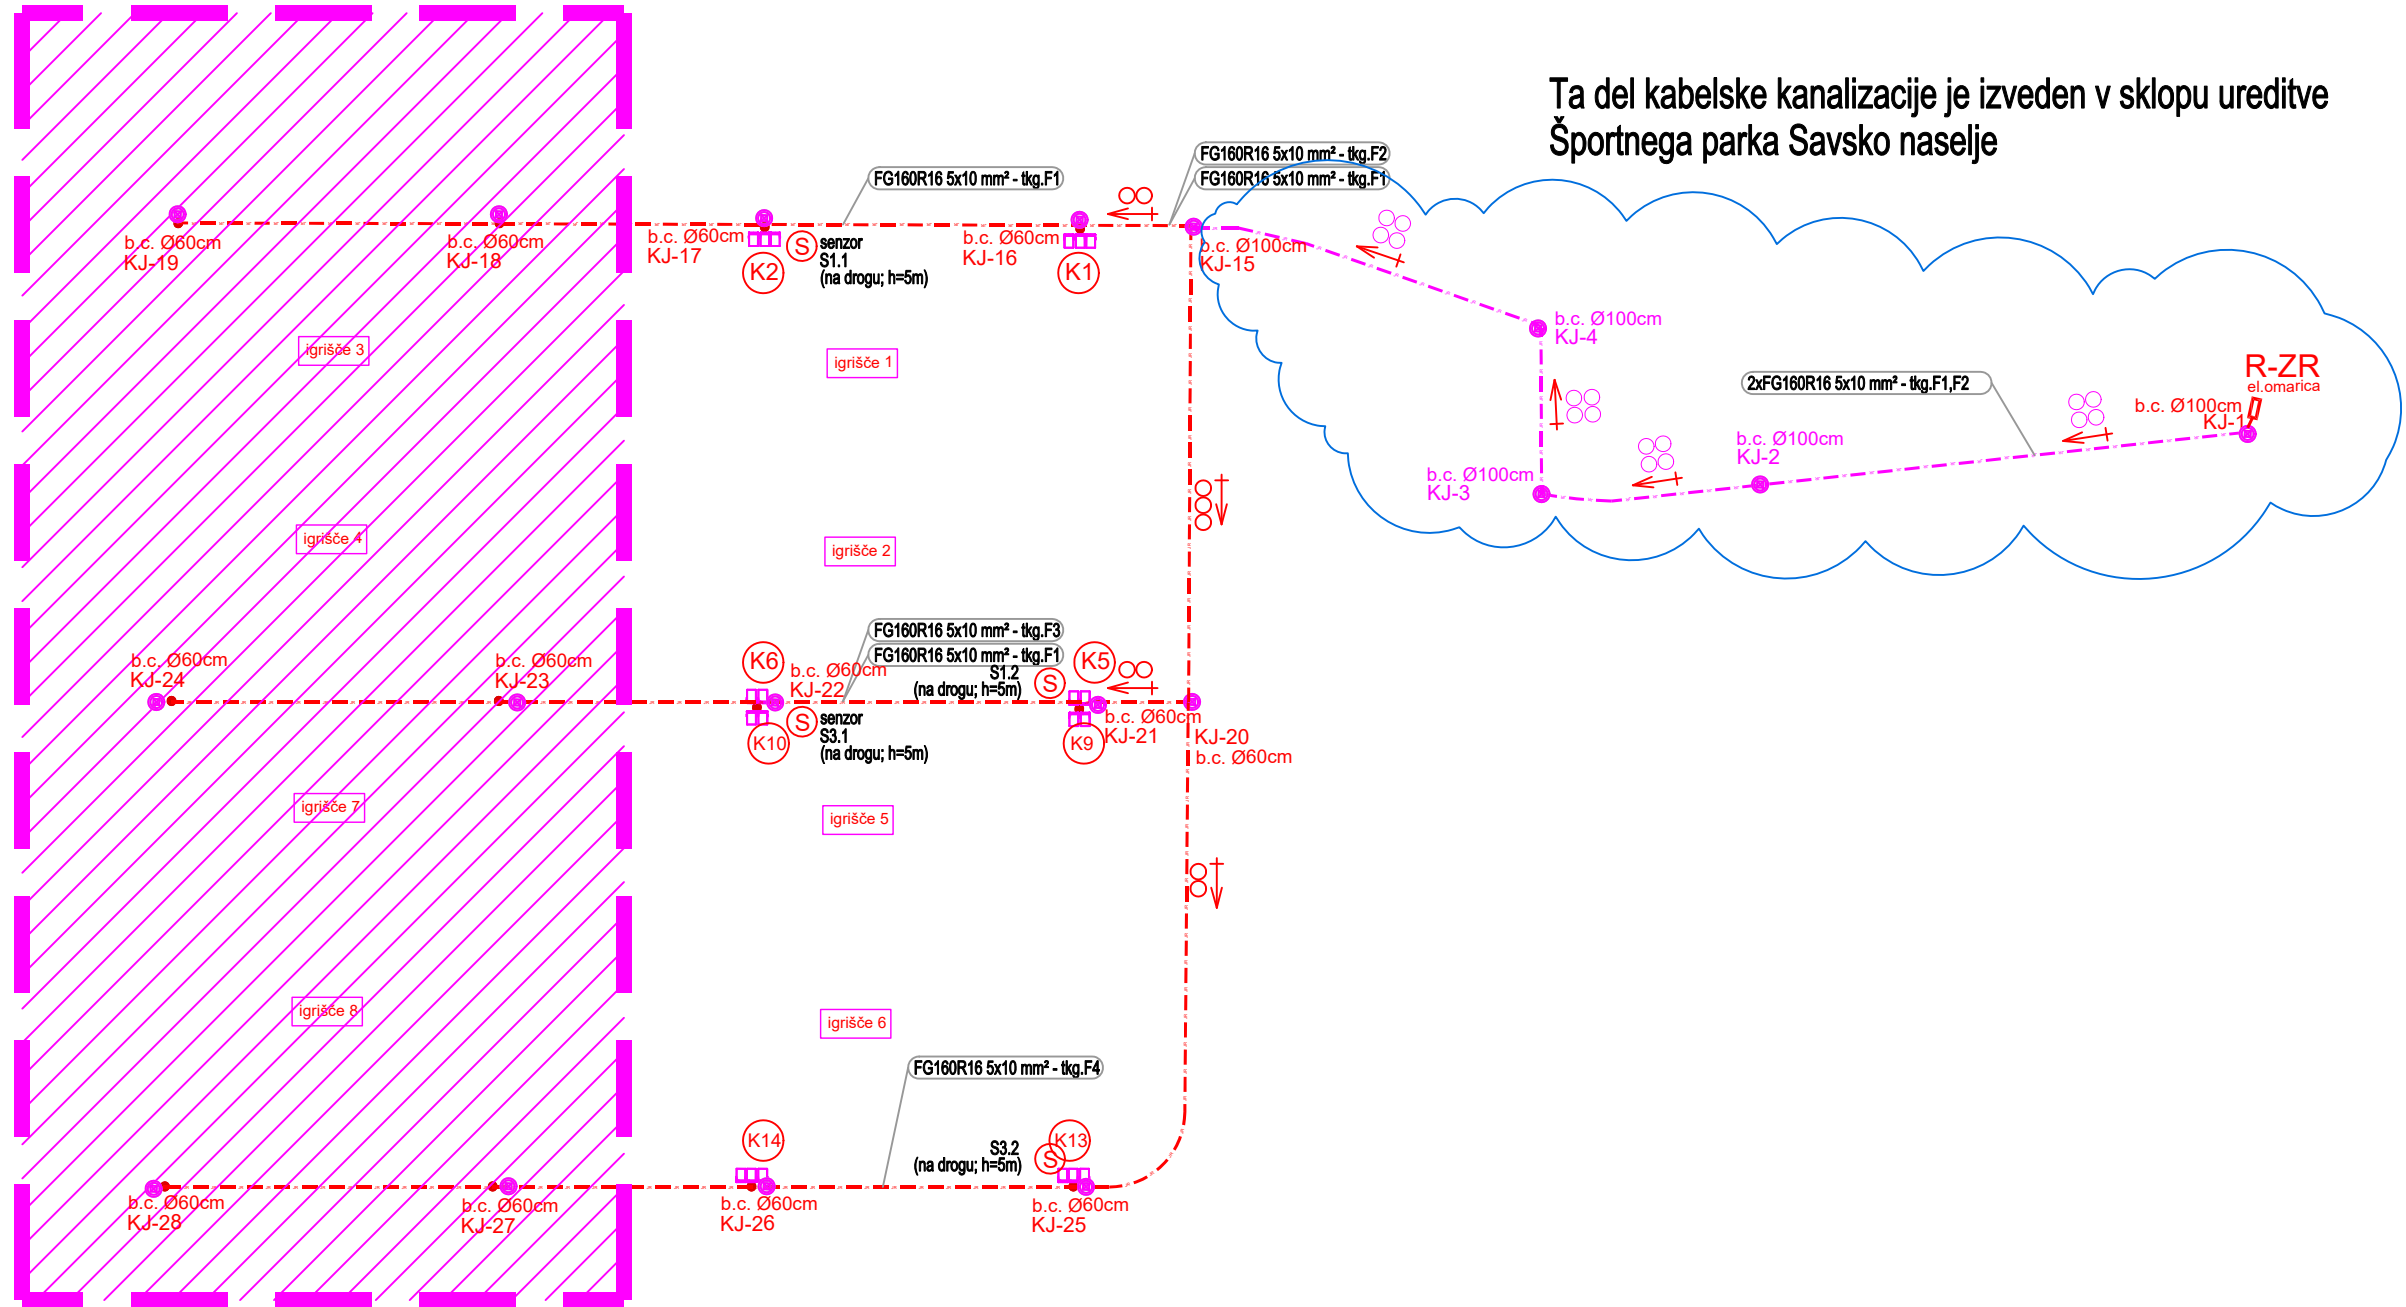 Ta del kabelske kanalizacije je izveden v sklopu ureditve
Športnega parka Savsko naselje
FG160R16 5x10 mm² - tkg.F2
FG160R16 5x10 mm² - tkg.F1
FG160R16 5x10 mm² - tkg.F1
b.c. Ø60cm
KJ-19
b.c. Ø60cm
KJ-18
b.c. Ø60cm
KJ-17
K2
S
senzor
S1.1
(na drogu; h=5m)
b.c. Ø60cm
KJ-16
K1
b.c. Ø100cm
KJ-15
b.c. Ø100cm
KJ-4
R-ZR
el.omarica
b.c. Ø100cm
KJ-1
2xFG160R16 5x10 mm² - tkg.F1,F2
b.c. Ø100cm
KJ-2
b.c. Ø100cm
KJ-3
igrišče 3
igrišče 1
igrišče 4
igrišče 2
FG160R16 5x10 mm² - tkg.F3
FG160R16 5x10 mm² - tkg.F1
b.c. Ø60cm
KJ-24
b.c. Ø60cm
KJ-23
K6
b.c. Ø60cm
KJ-22
S1.2
(na drogu; h=5m)
S
K5
K10
S
senzor
S3.1
(na drogu; h=5m)
K9
b.c. Ø60cm
KJ-21
KJ-20
b.c. Ø60cm
igrišče 7
igrišče 5
igrišče 8
igrišče 6
FG160R16 5x10 mm² - tkg.F4
K14
S3.2
(na drogu; h=5m)
S
K13
b.c. Ø60cm
KJ-28
b.c. Ø60cm
KJ-27
b.c. Ø60cm
KJ-26
b.c. Ø60cm
KJ-25